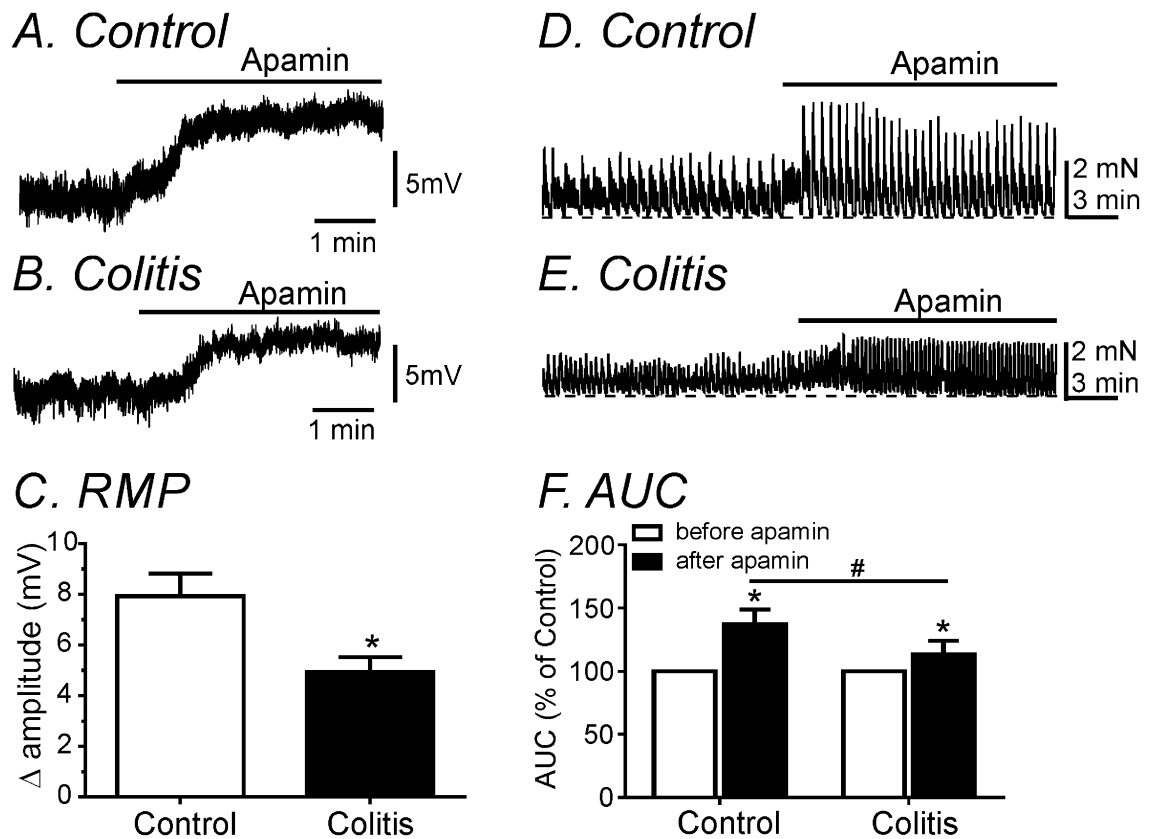 A. Control
Apamin
5mV
1 min
B. Colitis
Apamin
5mV
1 min
C. RMP
Δ amplitude (mV)
10
8
6
4
2
0
*
Control
Colitis
D. Control
Apamin
2 mN
3 min
E. Colitis
Apamin
2 mN
3 min
F. AUC
before apamin
after apamin
AUC (% of Control)
200
150
100
50
0
#
*
*
Control
Colitis